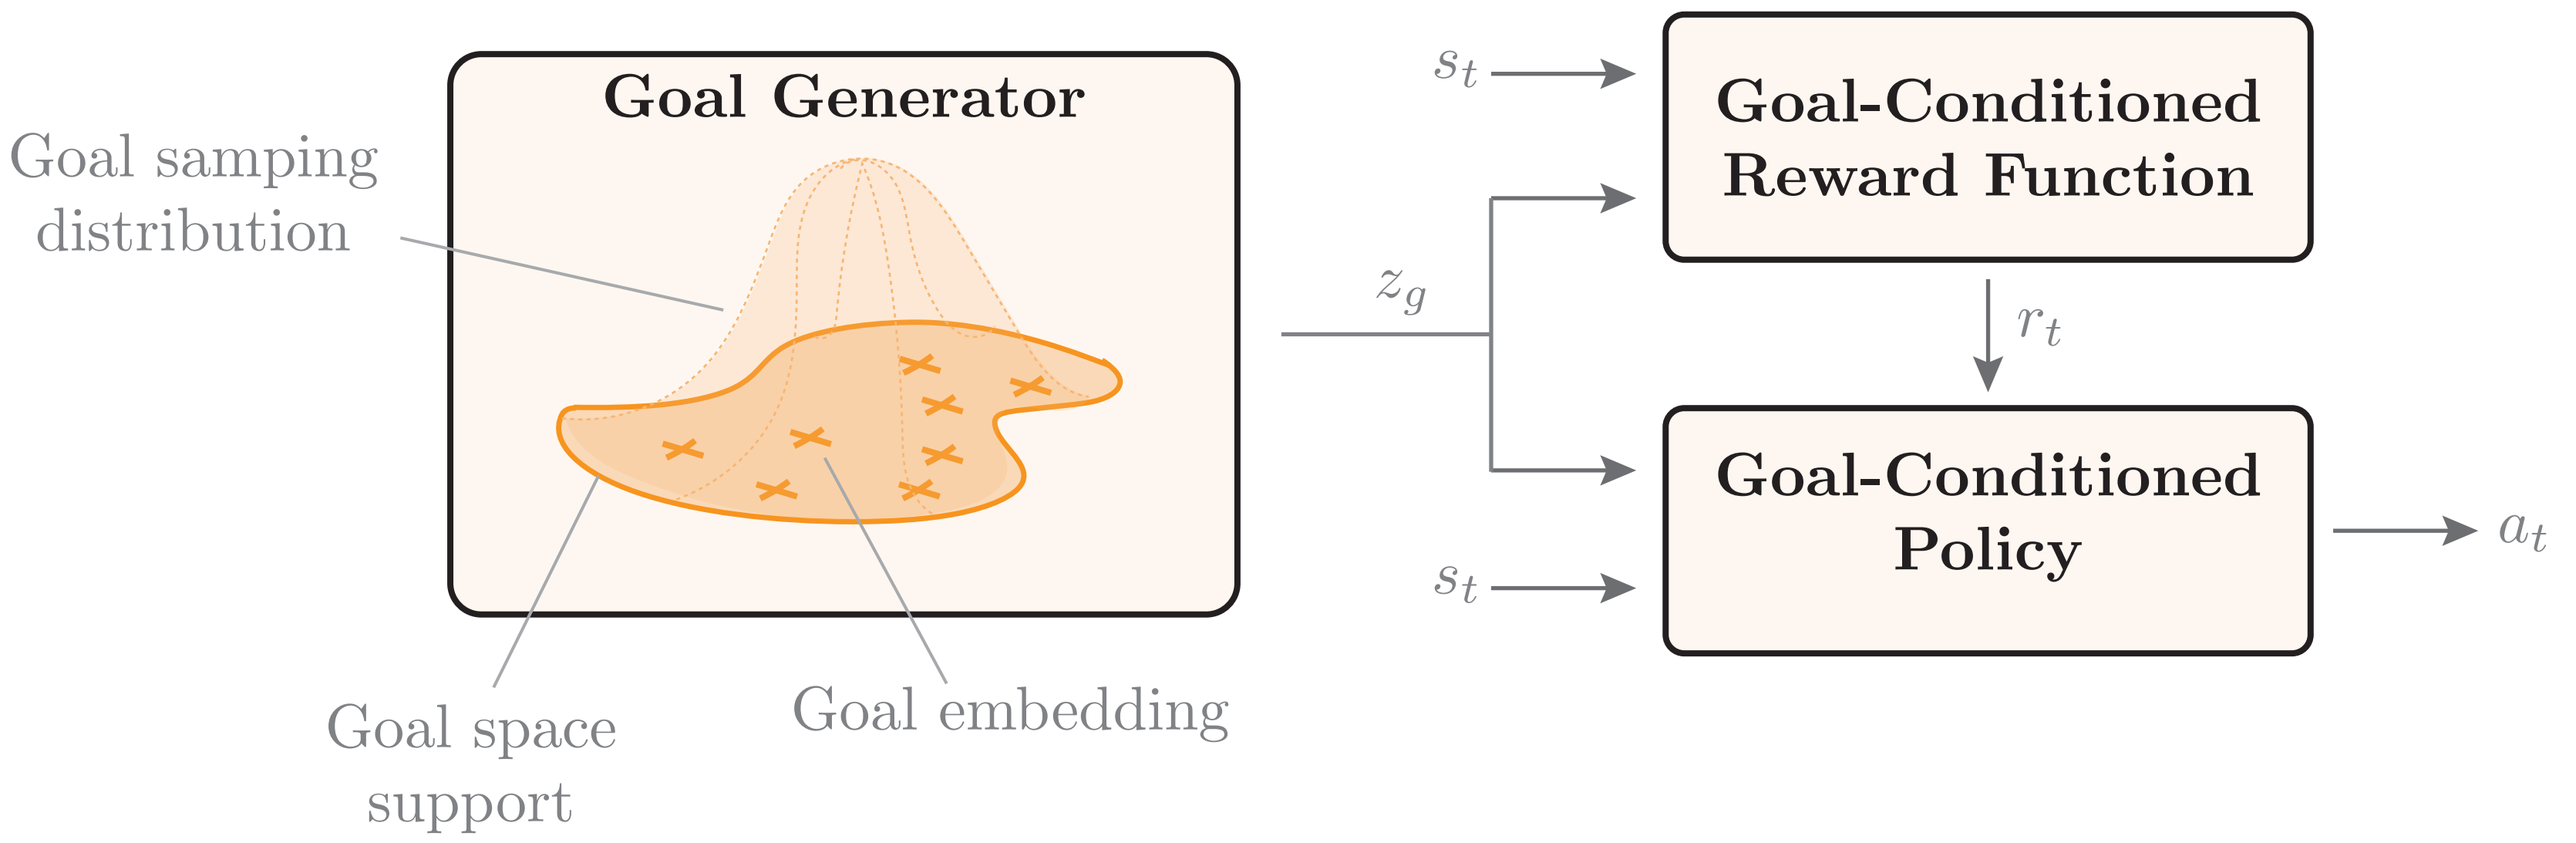 Goal Generator
Goal samping
distribution
Goal space
support
Goal embedding
z_g
s_t
Goal-Conditioned
Reward Function
r_t
s_t
Goal-Conditioned
Policy
a_t